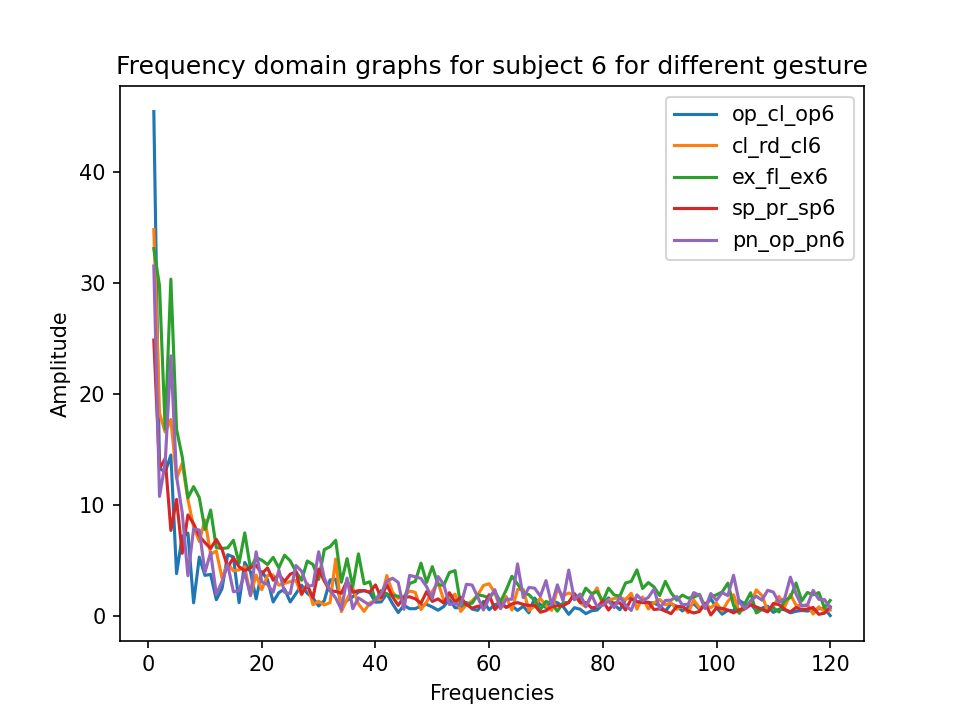 Frequency domain graphs for subject 6 for different gesture
op_cl_op6
cl_rd_cl6
ex_fl_ex6
sp_pr_sp6
pn_op_pn6
40
30
20
10
0
Amplitude
0 20 40 60 80 100 120
Frequencies